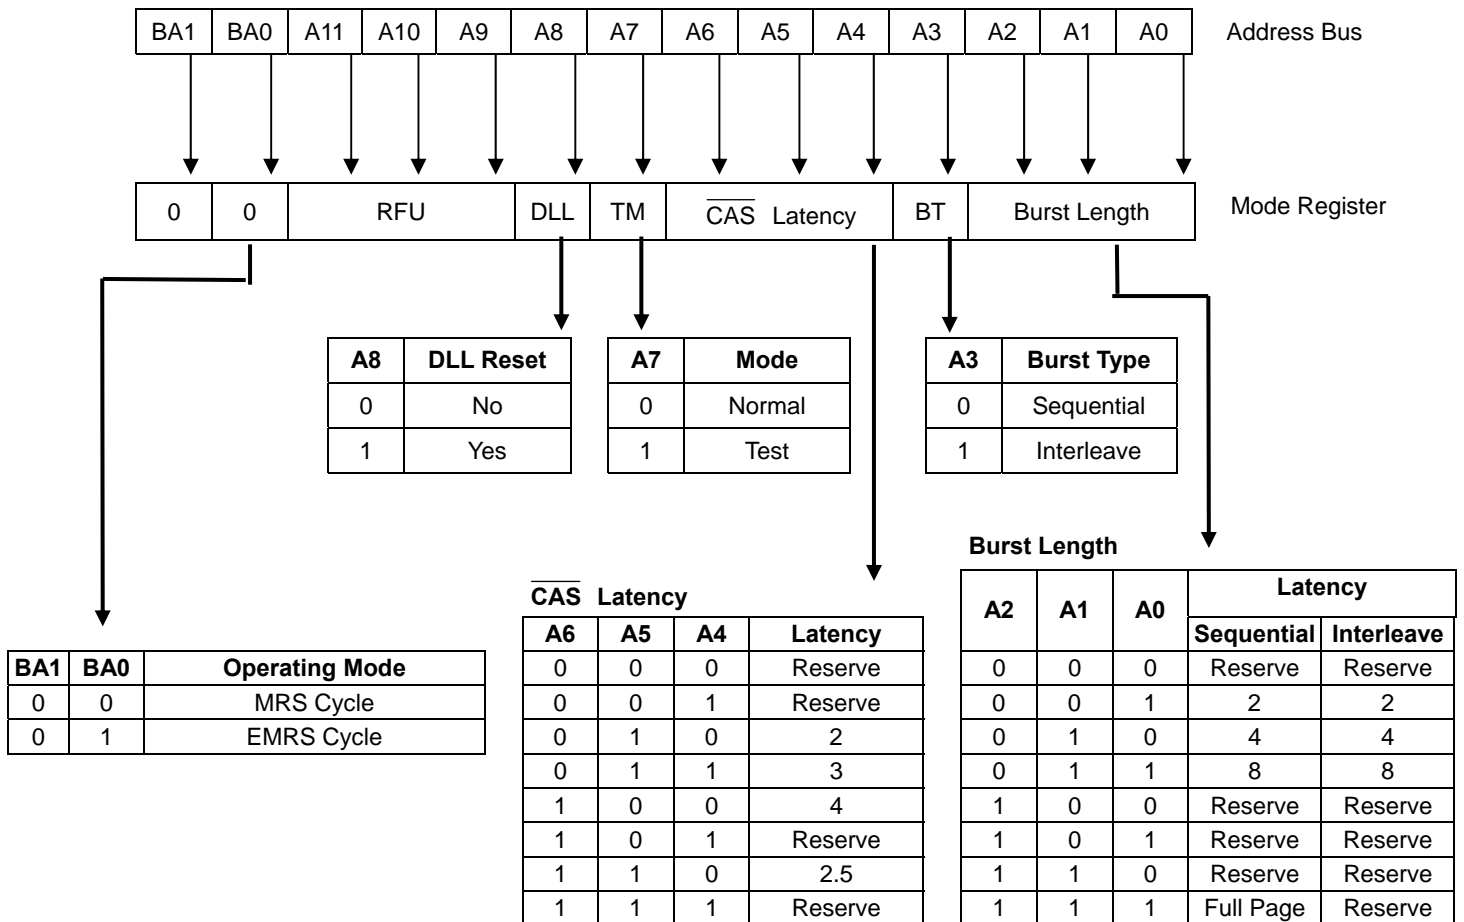 BA1 BA0 A11 A10 A9 A8 A7 A6 A5 A4 A3 A2 A1 A0 Address Bus
0 0 RFU DLL TM CAS Latency BT Burst Length Mode Register
A8 DLL Reset
0 No
1 Yes
A7 Mode
0 Normal
1 Test
A3 Burst Type
0 Sequential
1 Interleave
BA1 BA0 Operating Mode
0 0 MRS Cycle
0 1 EMRS Cycle
CAS Latency
A6 A5 A4 Latency
0 0 0 Reserve
0 0 1 Reserve
0 1 0 2
0 1 1 3
1 0 0 4
1 0 1 Reserve
1 1 0 2.5
1 1 1 Reserve
Burst Length
A2 A1 A0 Latency
Sequential Interleave
0 0 0 Reserve Reserve
0 0 1 2 2
0 1 0 4 4
0 1 1 8 8
1 0 0 Reserve Reserve
1 0 1 Reserve Reserve
1 1 0 Reserve Reserve
1 1 1 Full Page Reserve